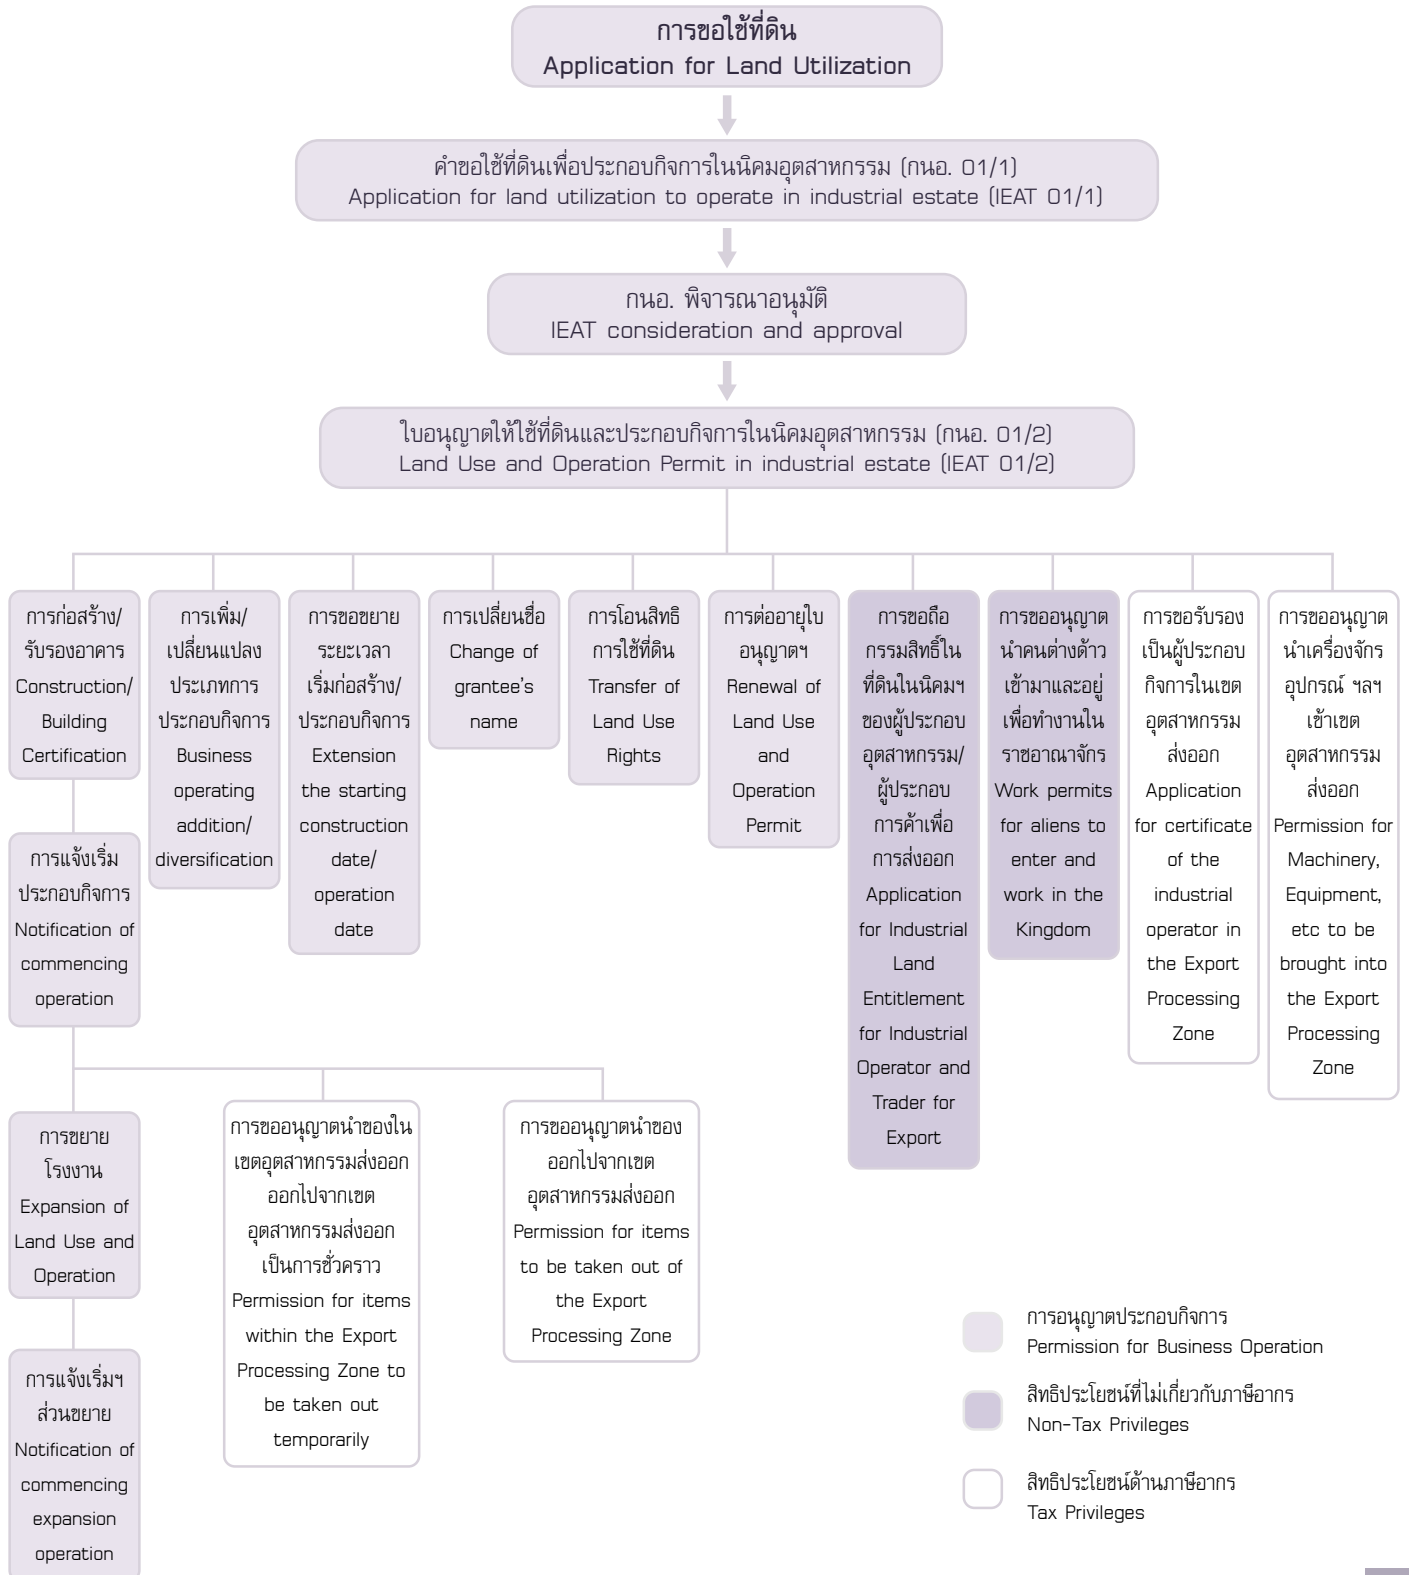 การขอใช้ที่ดิน
Application for Land Utilization
คำขอใช้ที่ดินเพื่อประกอบกิจการในนิคมอุตสาหกรรม (กนอ. 01/1)
Application for land utilization to operate in industrial estate (IEAT 01/1)
กนอ. พิจารณาอนุมัติ
IEAT consideration and approval
ใบอนุญาตให้ใช้ที่ดินและประกอบกิจการในนิคมอุตสาหกรรม (กนอ. 01/2)
Land Use and Operation Permit in industrial estate (IEAT 01/2)
การก่อสร้าง/
รับรองอาคาร
Construction/
Building
Certification
การเพิ่ม/
เปลี่ยนแปลง
ประเภทการ
ประกอบกิจการ
Business
operating
addition/
diversification
การขอขยาย
ระยะเวลา
เริ่มก่อสร้าง/
ประกอบกิจการ
Extension
the starting
construction
date/
operation
date
การเปลี่ยนชื่อ
Change of
grantee's
name
การโอนสิทธิ
การใช้ที่ดิน
Transfer of
Land Use
Rights
การต่ออายุใบ
อนุญาตฯ
Renewal of
Land Use
and
Operation
Permit
การขอถือ
กรรมสิทธิ์ใน
ที่ดินในนิคมฯ
ของผู้ประกอบ
อุตสาหกรรม/
ผู้ประกอบ
การค้าเพื่อ
การส่งออก
Application
for Industrial
Land
Entitlement
for Industrial
Operator and
Trader for
Export
การขออนุญาต
นำคนต่างด้าว
เข้ามาและอยู่
เพื่อทำงานใน
ราชอาณาจักร
Work permits
for aliens to
enter and
work in the
Kingdom
การขอรับรอง
เป็นผู้ประกอบ
กิจการในเขต
อุตสาหกรรม
ส่งออก
Application
for certificate
of the
industrial
operator in
the Export
Processing
Zone
การขออนุญาต
นำเครื่องจักร
อุปกรณ์ ฯลฯ
เข้าเขต
อุตสาหกรรม
ส่งออก
Permission for
Machinery,
Equipment,
etc to be
brought into
the Export
Processing
Zone
การแจ้งเริ่ม
ประกอบกิจการ
Notification of
commencing
operation
การขยาย
โรงงาน
Expansion of
Land Use and
Operation
การขออนุญาตนำของใน
เขตอุตสาหกรรมส่งออก
ออกไปจากเขต
อุตสาหกรรมส่งออก
เป็นการชั่วคราว
Permission for items
within the Export
Processing Zone to
be taken out
temporarily
การขออนุญาตนำของ
ออกไปจากเขต
อุตสาหกรรมส่งออก
Permission for items
to be taken out of
the Export
Processing Zone
การแจ้งเริ่มฯ
ส่วนขยาย
Notification of
commencing
expansion
operation
การอนุญาตประกอบกิจการ
Permission for Business Operation
สิทธิประโยชน์ที่ไม่เกี่ยวกับภาษีอากร
Non-Tax Privileges
สิทธิประโยชน์ด้านภาษีอากร
Tax Privileges